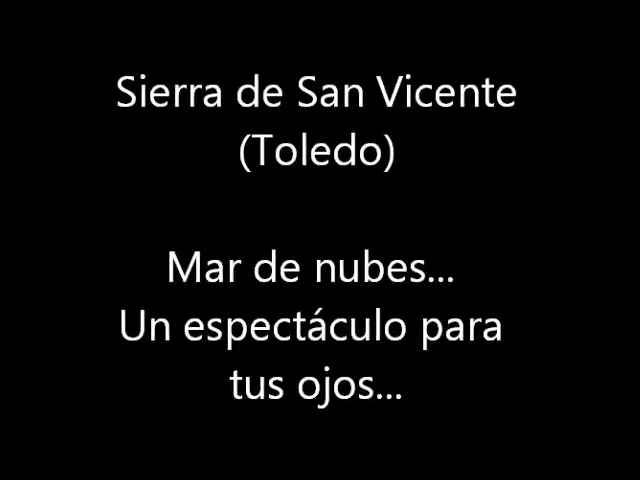 Sierra de San Vicente
(Toledo)
Mar de nubes...
Un espectáculo para
tus ojos...